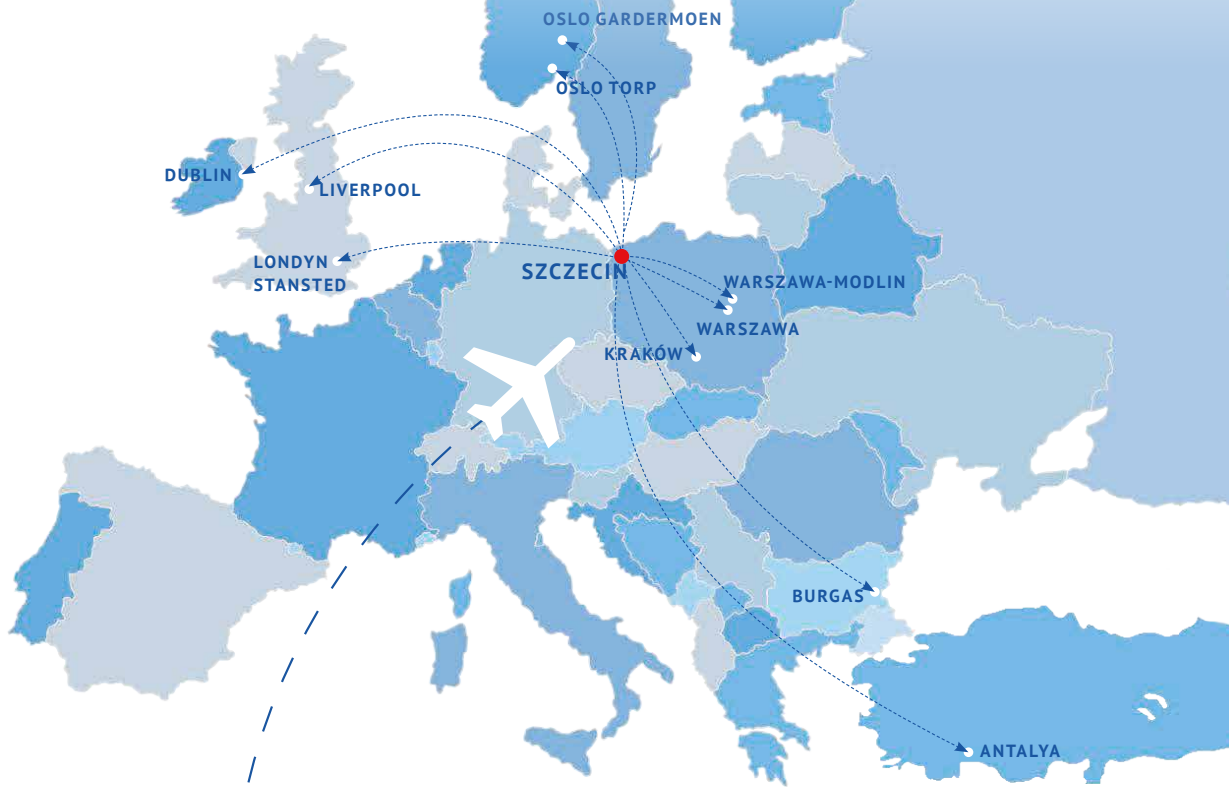 OSLO GARDERMOEN
OSLO TORP
DUBLIN
LIVERPOOL
LONDYN
STANSTED
SZCZECIN
WARSZAWA-MODLIN
WARSZAWA
KRAKÓW
BURGAS
ANTALYA